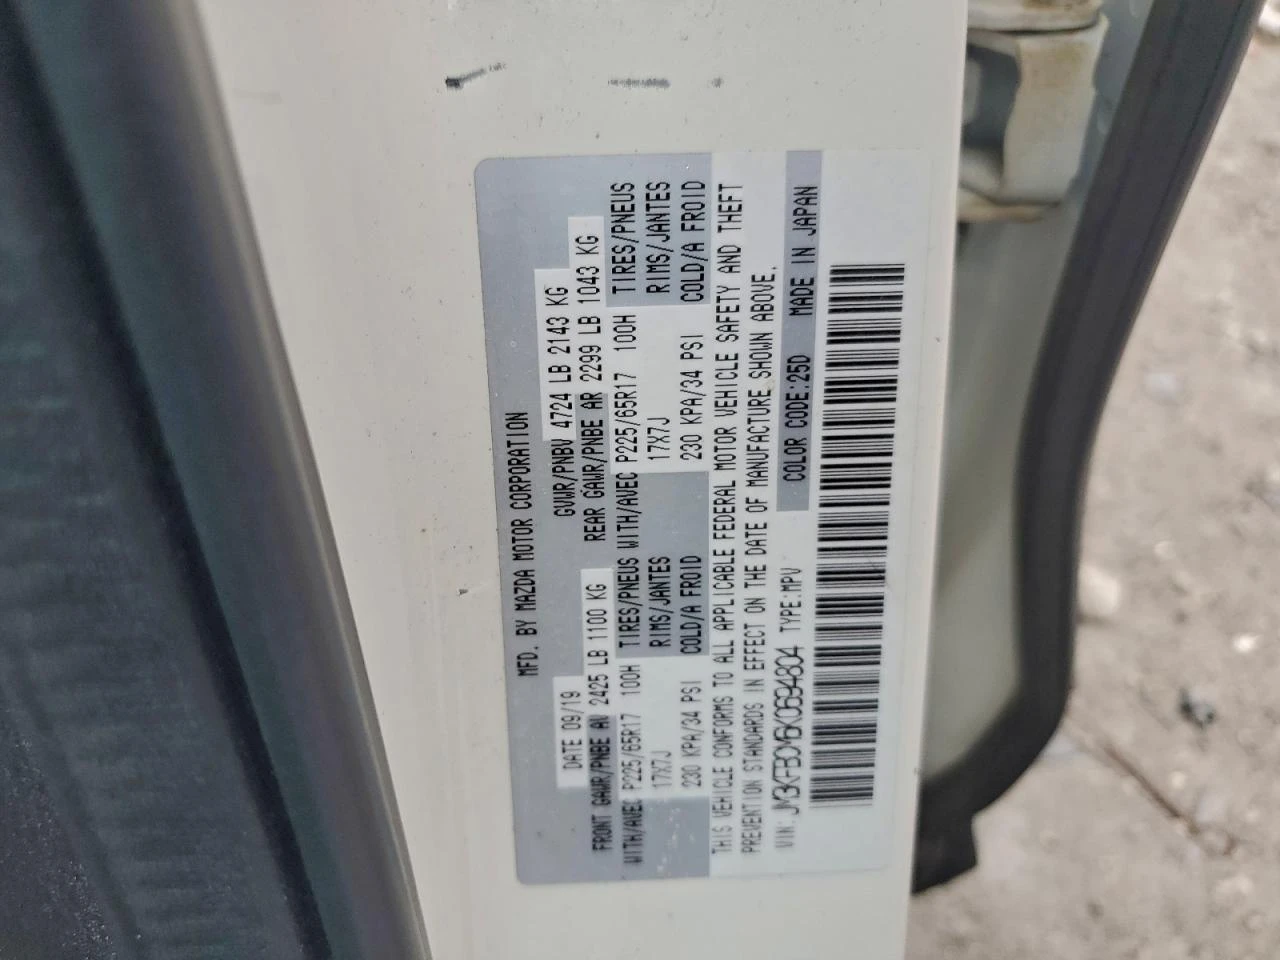 MFD. BY MAZDA MOTOR CORPORATION
DATE 09/19 GVWR/PNBV 4724 LB 2143 KG
FRONT GAWR/PNBE AV 2425 LB 1100 KG REAR GAWR/PNBE AR 2299 LB 1043 KG
WITH/AVEC P225/65R17 100H TIRES/PNEUS WITH/AVEC P225/65R17 100H TIRES/PNEUS
17X7J RIMS/JANTES 17X7J RIMS/JANTES
230 KPA/34 PSI COLD/A FROID 230 KPA/34 PSI COLD/A FROID
THIS VEHICLE CONFORMS TO ALL APPLICABLE FEDERAL MOTOR VEHICLE SAFETY AND THEFT
PREVENTION STANDARDS IN EFFECT ON THE DATE OF MANUFACTURE SHOWN ABOVE.
VIN: JM3KFBCY6K0694804 TYPE:MPV COLOR CODE:25D MADE IN JAPAN